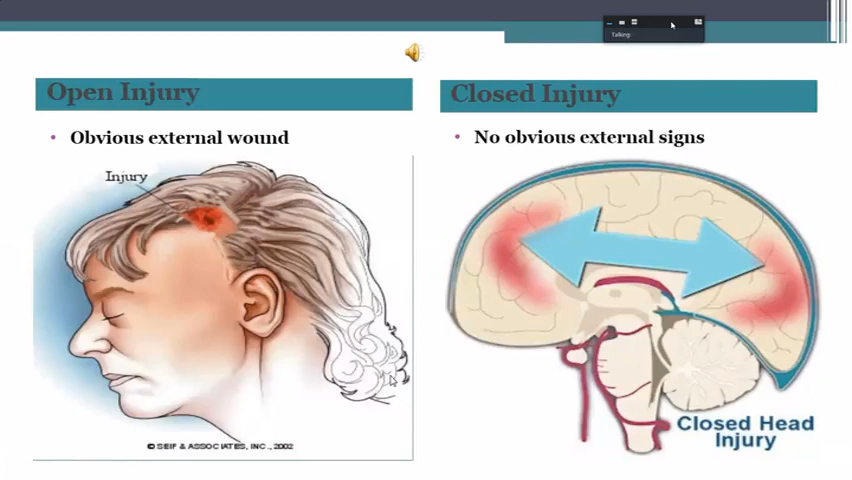 Talking:
Open Injury
• Obvious external wound
Injury
© SEIF & ASSOCIATES, INC., 2002
Closed Injury
• No obvious external signs
Closed Head
Injury